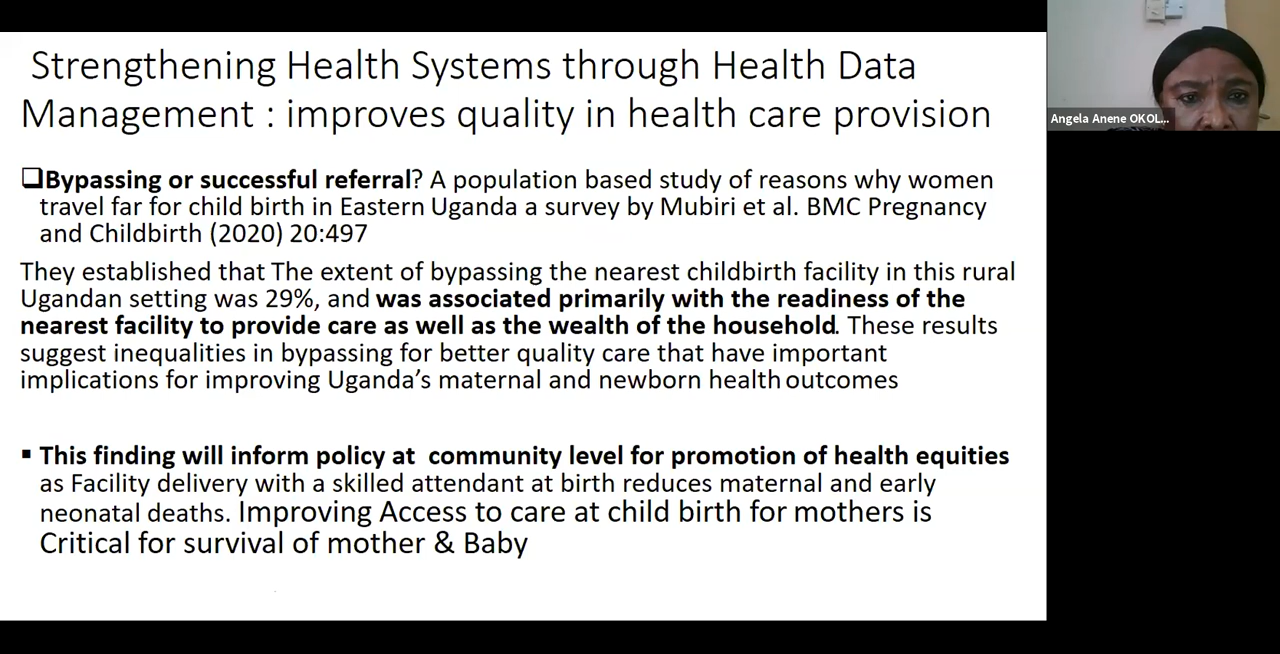 Strengthening Health Systems through Health Data
Management : improves quality in health care provision
❑Bypassing or successful referral? A population based study of reasons why women
travel far for child birth in Eastern Uganda a survey by Mubiri et al. BMC Pregnancy
and Childbirth (2020) 20:497
They established that The extent of bypassing the nearest childbirth facility in this rural
Ugandan setting was 29%, and was associated primarily with the readiness of the
nearest facility to provide care as well as the wealth of the household. These results
suggest inequalities in bypassing for better quality care that have important
implications for improving Uganda’s maternal and newborn health outcomes
▪ This finding will inform policy at community level for promotion of health equities
as Facility delivery with a skilled attendant at birth reduces maternal and early
neonatal deaths. Improving Access to care at child birth for mothers is
Critical for survival of mother & Baby
Angela Anene OKOL...